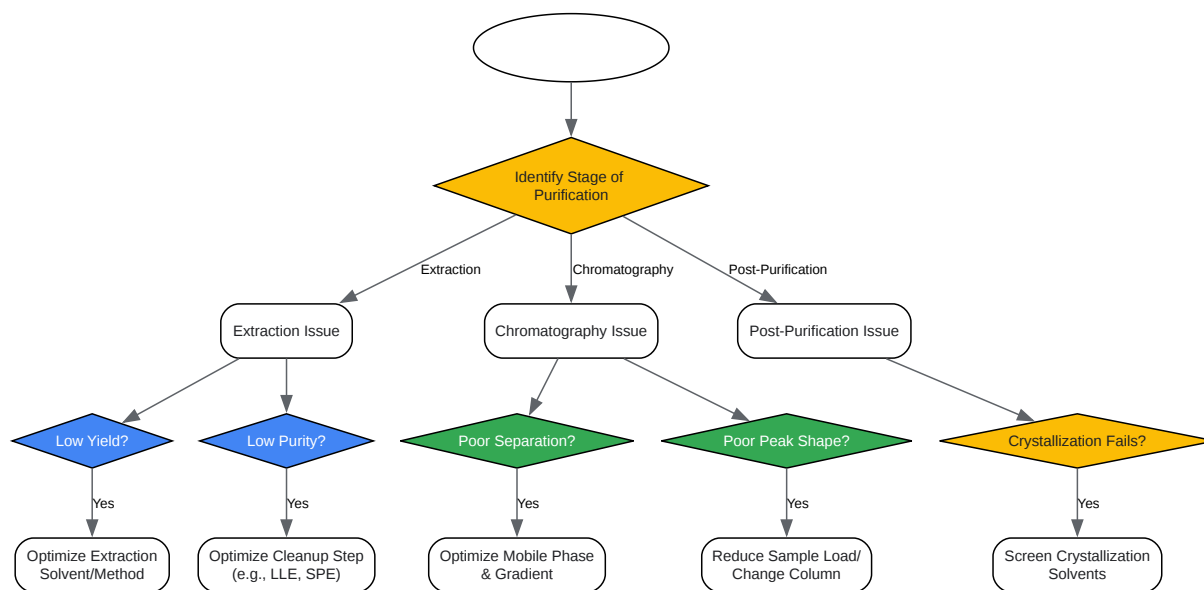 Identify Stage of
Purification
Extraction
Chromatography
Post-Purification
Extraction Issue
Chromatography Issue
Post-Purification Issue
Low Yield?
Low Purity?
Poor Separation?
Poor Peak Shape?
Crystallization Fails?
Yes
Yes
Yes
Yes
Yes
Optimize Extraction
Solvent/Method
Optimize Cleanup Step
(e.g., LLE, SPE)
Optimize Mobile Phase
& Gradient
Reduce Sample Load/
Change Column
Screen Crystallization
Solvents